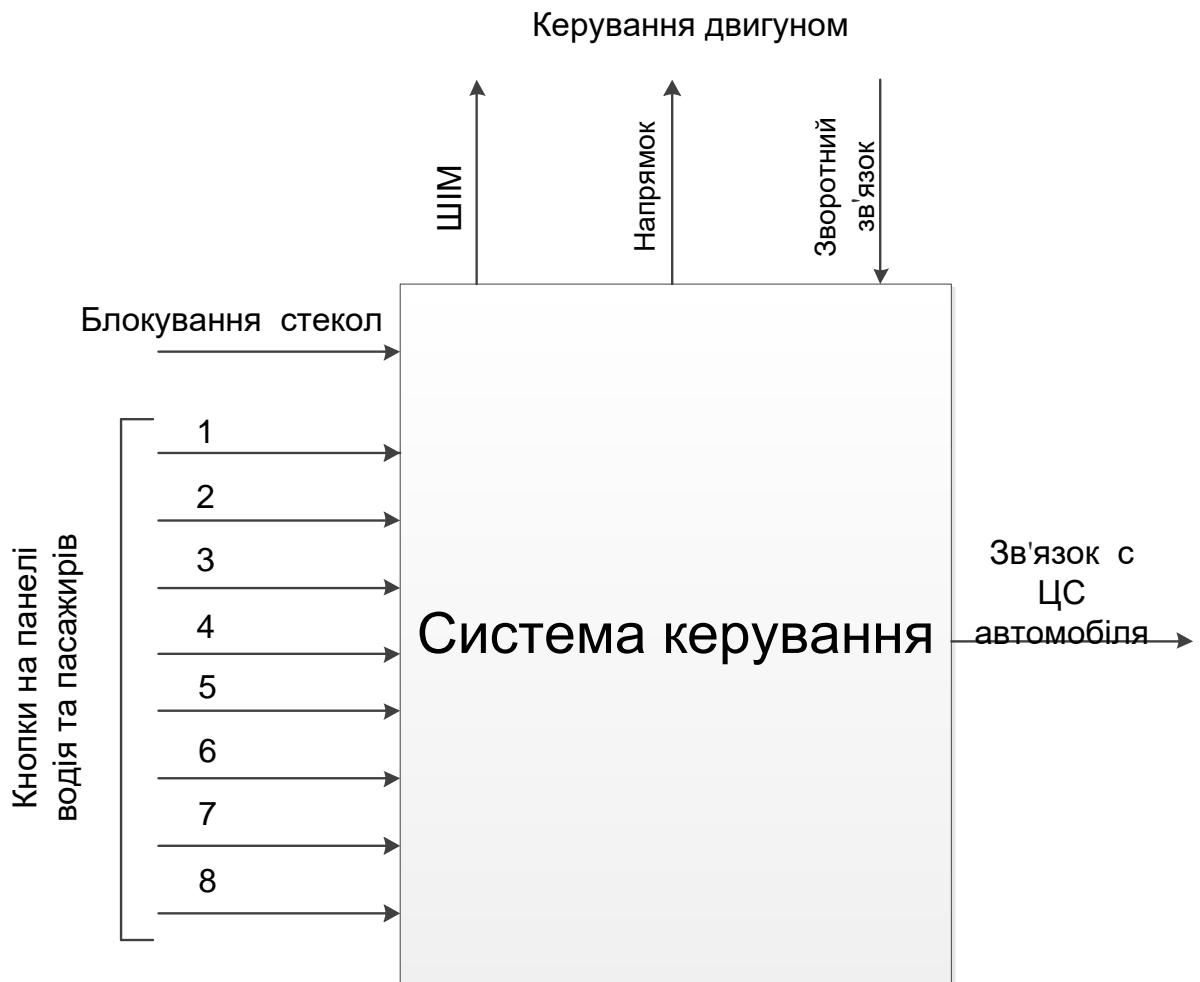 Керування двигуном
ШІМ
Напрямок
Зворотний
зв'язок
Блокування стекол
1
2
3
4
5
6
7
8
Кнопки на панелі
водія та пасажирів
Система керування
Зв'язок с
ЦС
автомобіля